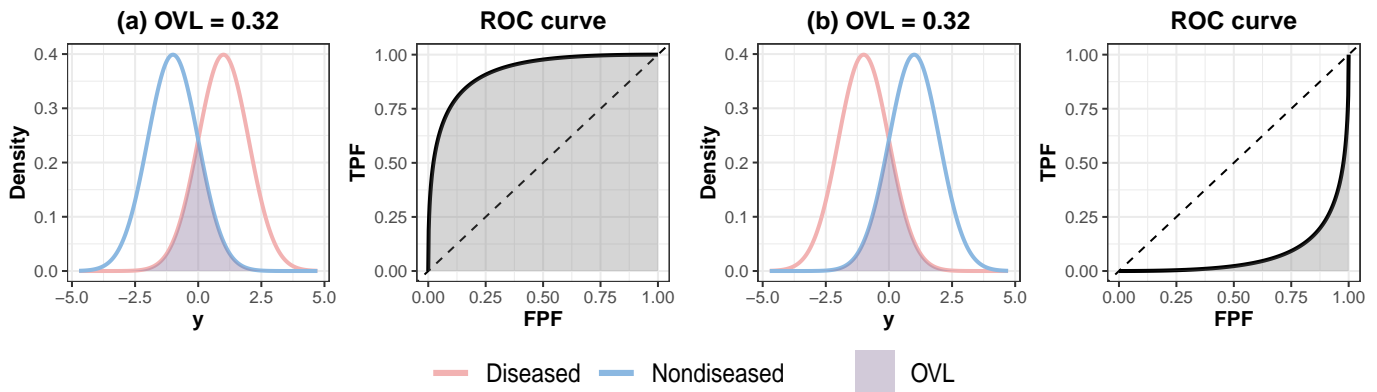 (a) OVL = 0.32
Density
0.4
0.3
0.2
0.1
0.0
−5.0 −2.5 0.0 2.5 5.0
y
ROC curve
TPF
1.00
0.75
0.50
0.25
0.00
0.00 0.25 0.50 0.75 1.00
FPF
(b) OVL = 0.32
Density
0.4
0.3
0.2
0.1
0.0
−5.0 −2.5 0.0 2.5 5.0
y
ROC curve
TPF
1.00
0.75
0.50
0.25
0.00
0.00 0.25 0.50 0.75 1.00
FPF
Diseased Nondiseased OVL